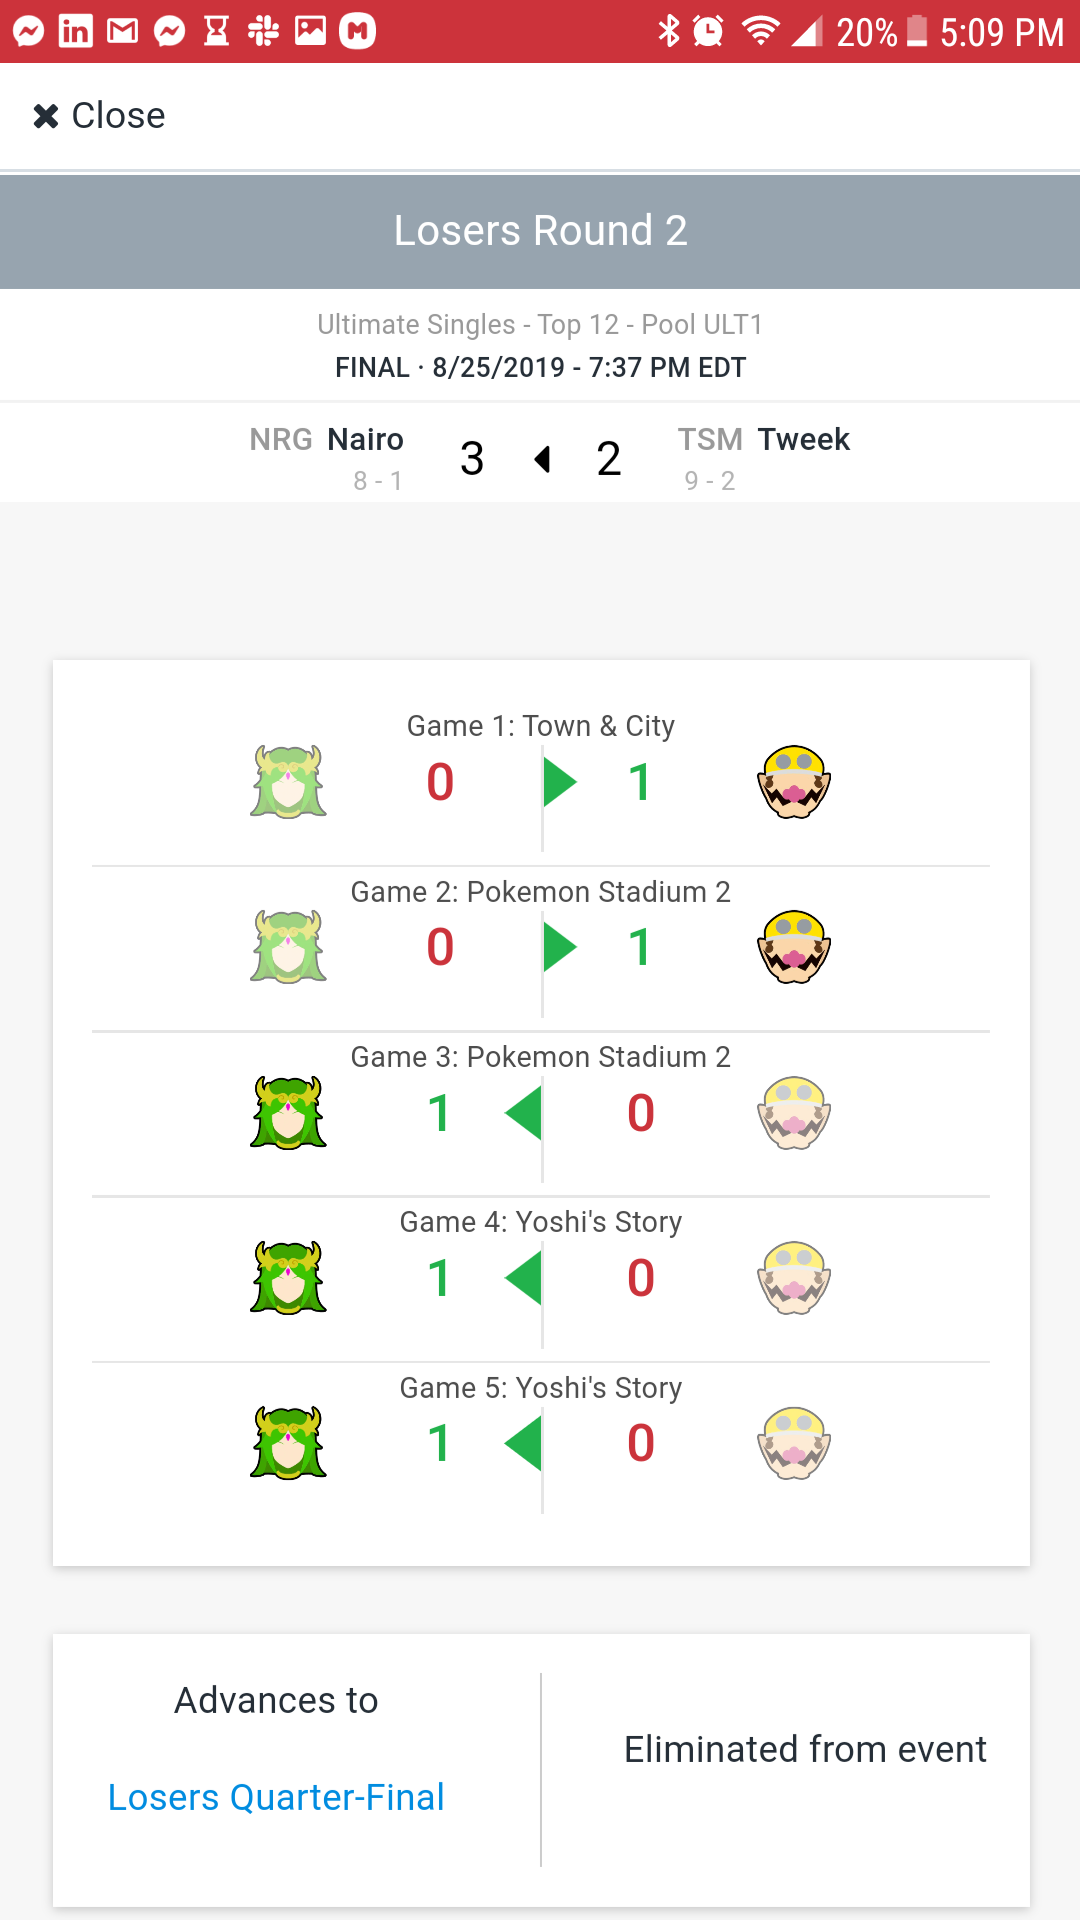 20% 5:09 PM
Close
Losers Round 2
Ultimate Singles - Top 12 - Pool ULT1
FINAL · 8/25/2019 - 7:37 PM EDT
NRG Nairo 3 2 TSM Tweek
8 - 1 9 - 2
Game 1: Town & City
0 1
Game 2: Pokemon Stadium 2
0 1
Game 3: Pokemon Stadium 2
1 0
Game 4: Yoshi's Story
1 0
Game 5: Yoshi's Story
1 0
Advances to
Losers Quarter-Final
Eliminated from event